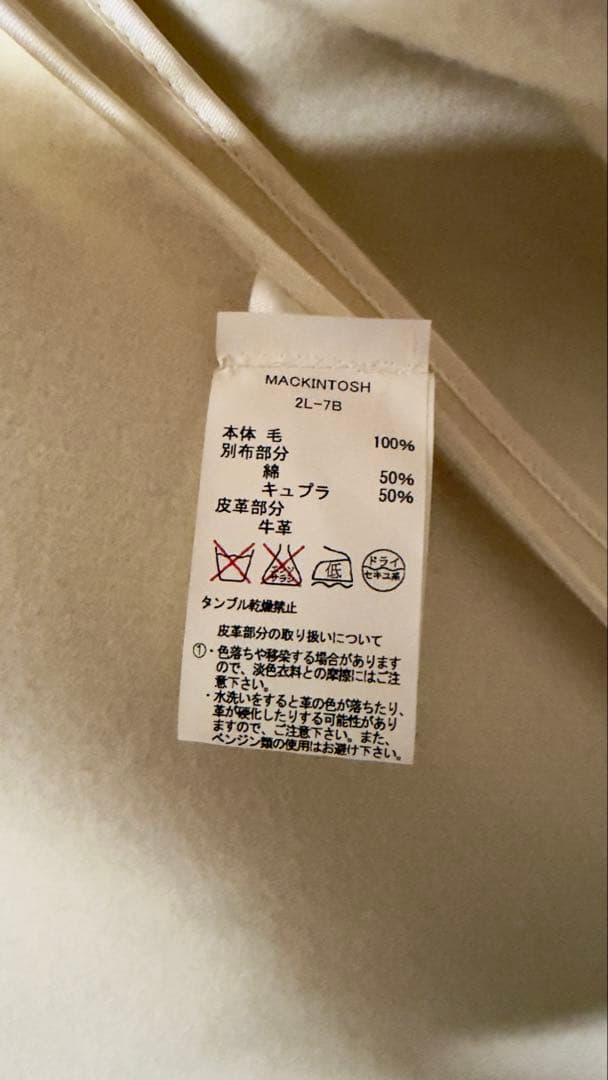 MACKINTOSH
2L-7B
本体 毛 100%
別布部分
綿 50%
キュプラ 50%
皮革部分
牛革
エンソ サラシ 低 ドライ セキユ系
タンブル乾燥禁止
皮革部分の取り扱いについて
①・色落ちや移染する場合があります
ので、淡色衣料との摩擦にはご注
意下さい。
・水洗いをすると革の色が落ちたり、
革が硬化したりする可能性があり
ますので、ご注意下さい。また、
ベンジン類の使用はお避け下さい。